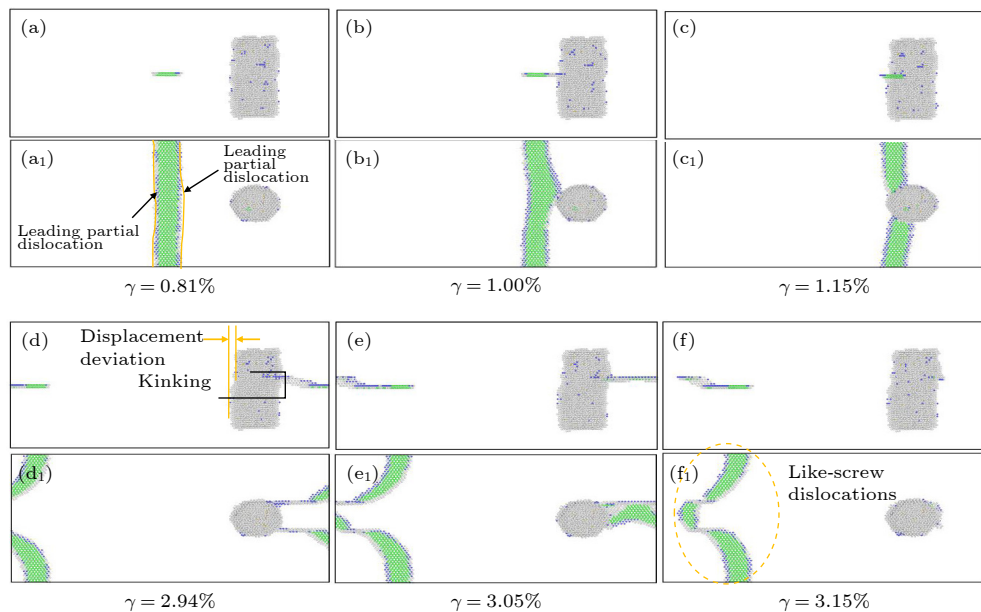 (a)
(b)
(c)
(a₁)
Leading
partial
dislocation
Leading partial
dislocation
(b₁)
(c₁)
γ = 0.81%
γ = 1.00%
γ = 1.15%
(d)
Displacement
deviation
Kinking
(e)
(f)
(d₁)
(e₁)
(f₁)
Like-screw
dislocations
γ = 2.94%
γ = 3.05%
γ = 3.15%